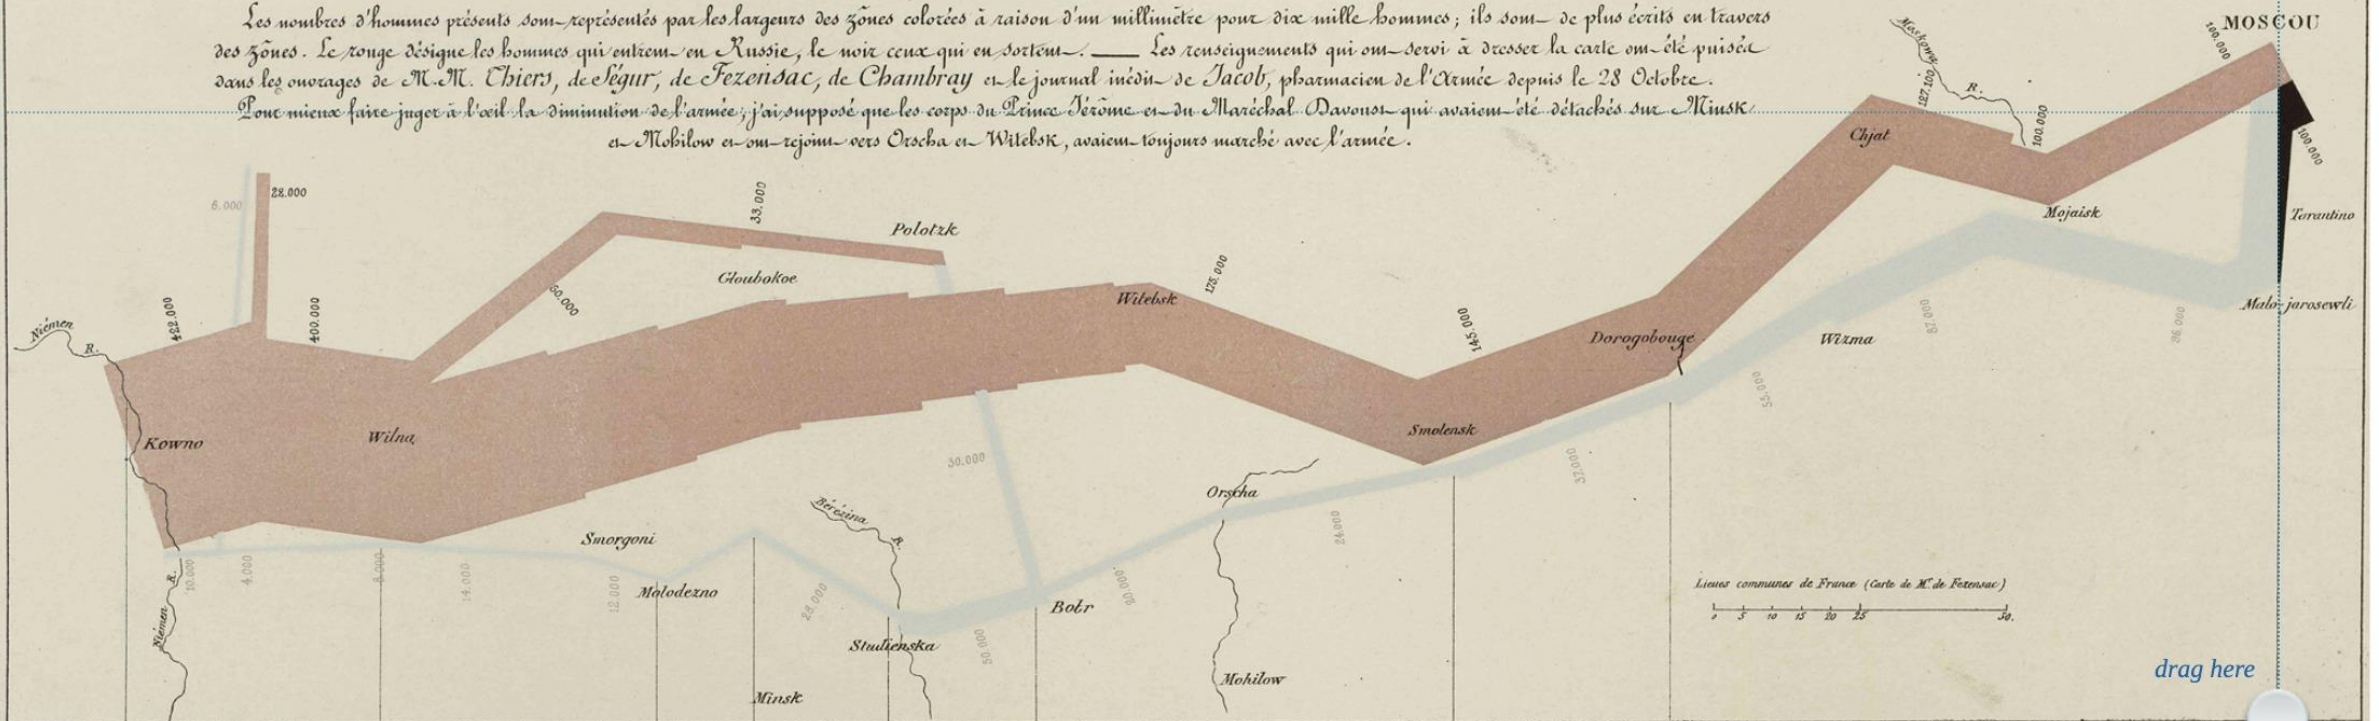 Les nombres d'hommes présents sont représentés par les largeurs des zônes colorées à raison d'un millimètre pour dix mille hommes; ils sont de plus écrits en travers
des zônes. Le rouge désigne les hommes qui entrent en Russie, le noir ceux qui en sortent. — Les renseignements qui ont servi à dresser la carte ont été puisés
dans les ouvrages de M.M. Thiers, de Ségur, de Fezensac, de Chambray et le journal inédit de Jacob, pharmacien de l'Armée depuis le 28 Octobre.
Pour mieux faire juger à l'œil la diminution de l'armée, j'ai supposé que les corps du Prince Jérôme et du Maréchal Davoust qui avaient été détachés sur Minsk
et Mohilow et ont rejoint vers Orscha et Witebsk, avaient toujours marché avec l'armée.
MOSCOU
100.000
Moskowa R.
127.100
100.000
Chjat
Mojaisk
100.000
Tarantino
Malo-jarosewli
6.000
22.000
33.000
Polotzk
Gloubokoe
60.000
Witebsk
175.000
422.000
400.000
Niémen R.
145.000
Dorogobouge
Wizma
87.000
96.000
55.000
Kowno
Wilna
Smolensk
30.000
37.000
Orscha
24.000
Bérézina R.
Smorgoni
10.000
4.000
8.000
14.000
12.000
Molodezno
28.000
Studienska
50.000
Botr
20.000
Niémen R.
Minsk
Mohilow
Lieues communes de France (Carte de Mr. de Fezensac)
0 5 10 15 20 25 50.
drag here